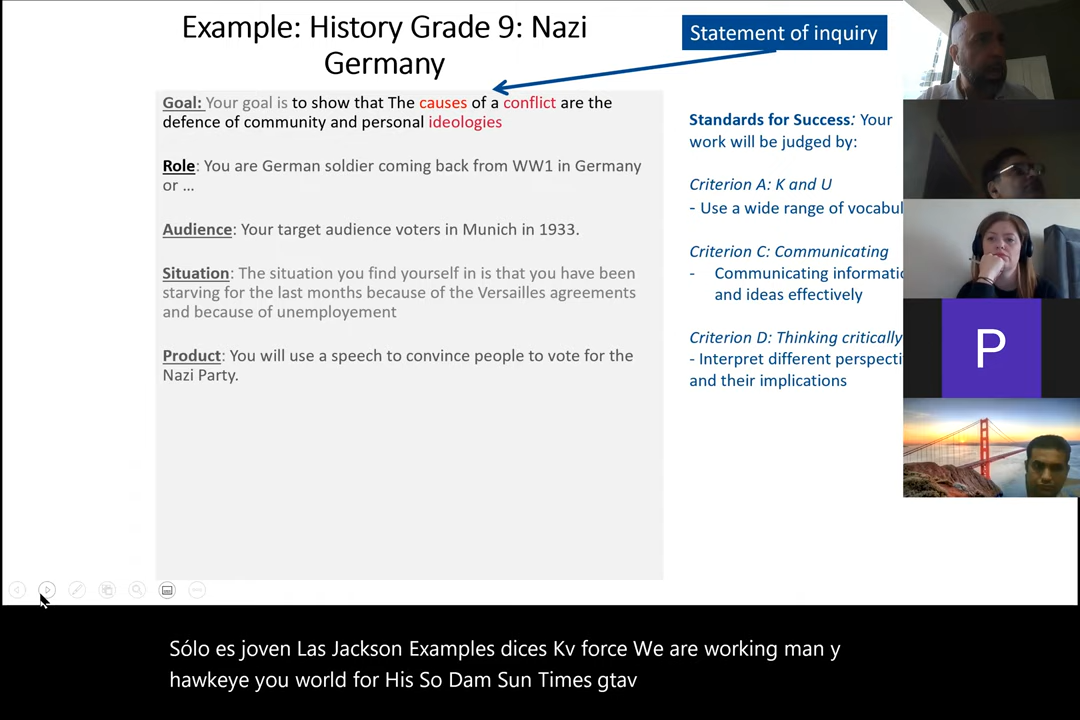 Example: History Grade 9: Nazi
Germany
Statement of inquiry
Goal: Your goal is to show that The causes of a conflict are the
defence of community and personal ideologies
Role: You are German soldier coming back from WW1 in Germany
or ...
Audience: Your target audience voters in Munich in 1933.
Situation: The situation you find yourself in is that you have been
starving for the last months because of the Versailles agreements
and because of unemployement
Product: You will use a speech to convince people to vote for the
Nazi Party.
Standards for Success: Your
work will be judged by:
Criterion A: K and U
- Use a wide range of vocabul
Criterion C: Communicating
- Communicating informatio
and ideas effectively
Criterion D: Thinking critically
- Interpret different perspecti
and their implications
P
Sólo es joven Las Jackson Examples dices Kv force We are working man y
hawkeye you world for His So Dam Sun Times gtav